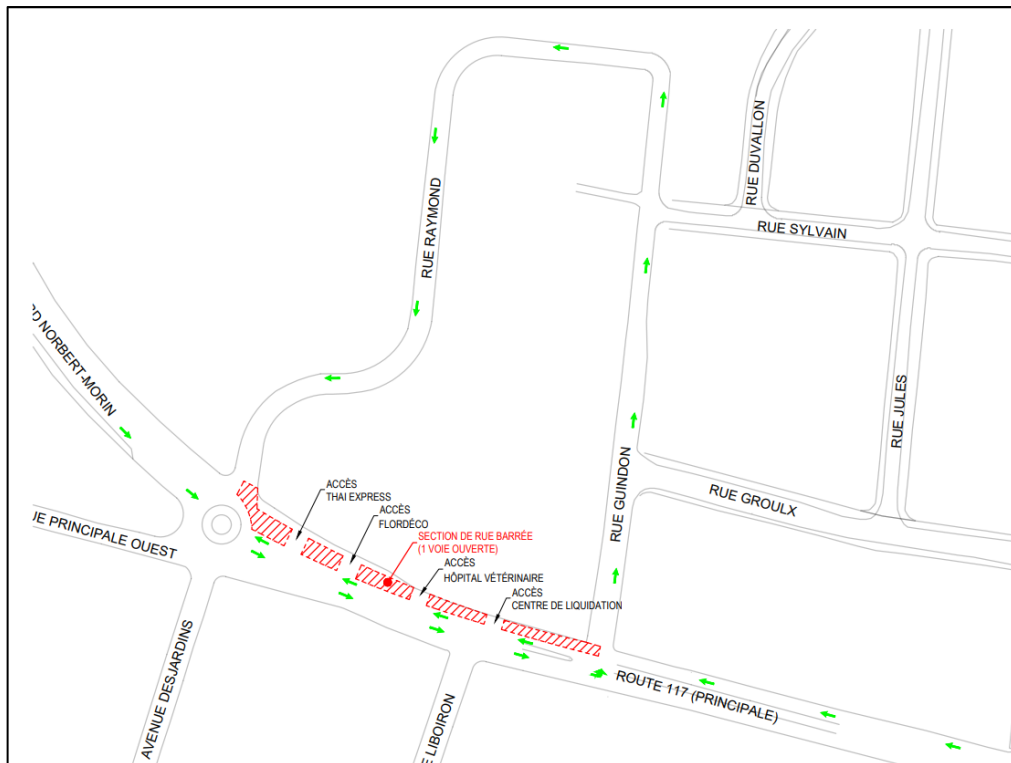 RUE DUVALLON
RUE SYLVAIN
RUE RAYMOND
RD NORBERT-MORIN
RUE JULES
ACCÈS
THAI EXPRESS
ACCÈS
FLORDÉCO
SECTION DE RUE BARRÉE
(1 VOIE OUVERTE)
ACCÈS
HÔPITAL VÉTÉRINAIRE
ACCÈS
CENTRE DE LIQUIDATION
RUE GUINDON
RUE GROULX
UE PRINCIPALE OUEST
AVENUE DESJARDINS
E LIBOIRON
ROUTE 117 (PRINCIPALE)